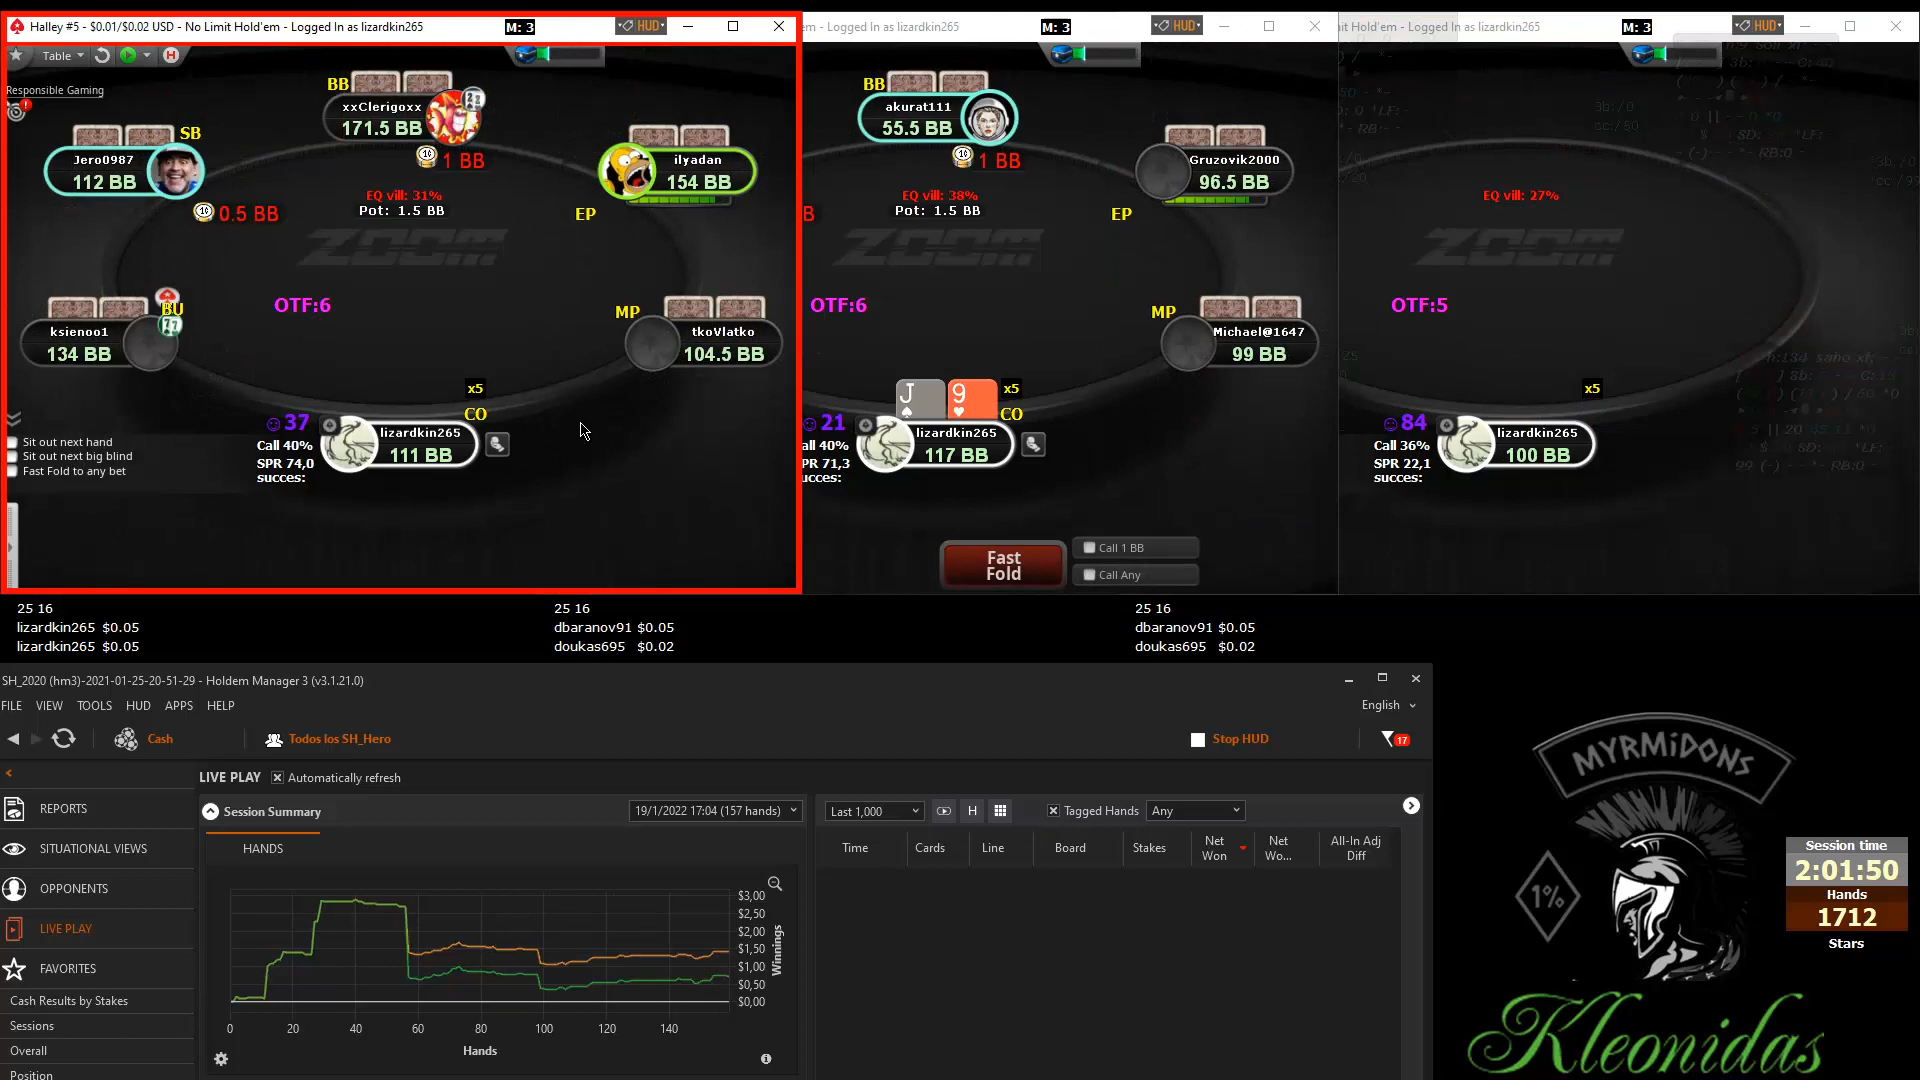 Halley #5 - $0.01/$0.02 USD - No Limit Hold'em - Logged In as lizardkin265
M: 3
HUD
Table
H
Responsible Gaming
BB
xxClerigoxx
171.5 BB
1 BB
SB
Jero0987
112 BB
0.5 BB
ilyadan
154 BB
EP
EQ vill: 31%
Pot: 1.5 BB
ZOOM
BU
ksienoo1
134 BB
OTF:6
MP
tkoVlatko
104.5 BB
x5
CO
37
Call 40%
SPR 74,0
succes:
lizardkin265
111 BB
Sit out next hand
Sit out next big blind
Fast Fold to any bet
it Hold'em - Logged In as lizardkin265
M: 3
HUD
BB
akurat111
55.5 BB
1 BB
B
Gruzovik2000
96.5 BB
EP
EQ vill: 38%
Pot: 1.5 BB
ZOOM
OTF:6
MP
Michael@1647
99 BB
J
9
x5
CO
21
all 40%
PR 71,3
ucces:
lizardkin265
117 BB
Fast
Fold
Call 1 BB
Call Any
it Hold'em - Logged In as lizardkin265
M: 3
HUD
EQ vill: 27%
ZOOM
OTF:5
x5
84
Call 36%
SPR 22,1
succes:
lizardkin265
100 BB
25 16
lizardkin265 $0.05
lizardkin265 $0.05
25 16
dbaranov91 $0.05
doukas695 $0.02
25 16
dbaranov91 $0.05
doukas695 $0.02
SH_2020 (hm3)-2021-01-25-20-51-29 - Holdem Manager 3 (v3.1.21.0)
FILE VIEW TOOLS HUD APPS HELP
English
Cash
Todos los SH_Hero
Stop HUD
17
LIVE PLAY
Automatically refresh
REPORTS
SITUATIONAL VIEWS
OPPONENTS
LIVE PLAY
FAVORITES
Cash Results by Stakes
Sessions
Overall
Position
Session Summary
19/1/2022 17:04 (157 hands)
HANDS
$3,00
$2,50
$2,00
$1,50
$1,00
$0,50
$0,00
Winnings
0 20 40 60 80 100 120 140
Hands
Last 1,000
H
Tagged Hands
Any
Time Cards Line Board Stakes Net Won Net Wo... All-In Adj Diff
MYRMiDONS
1%
Session time
2:01:50
Hands
1712
Stars
Kleonidas